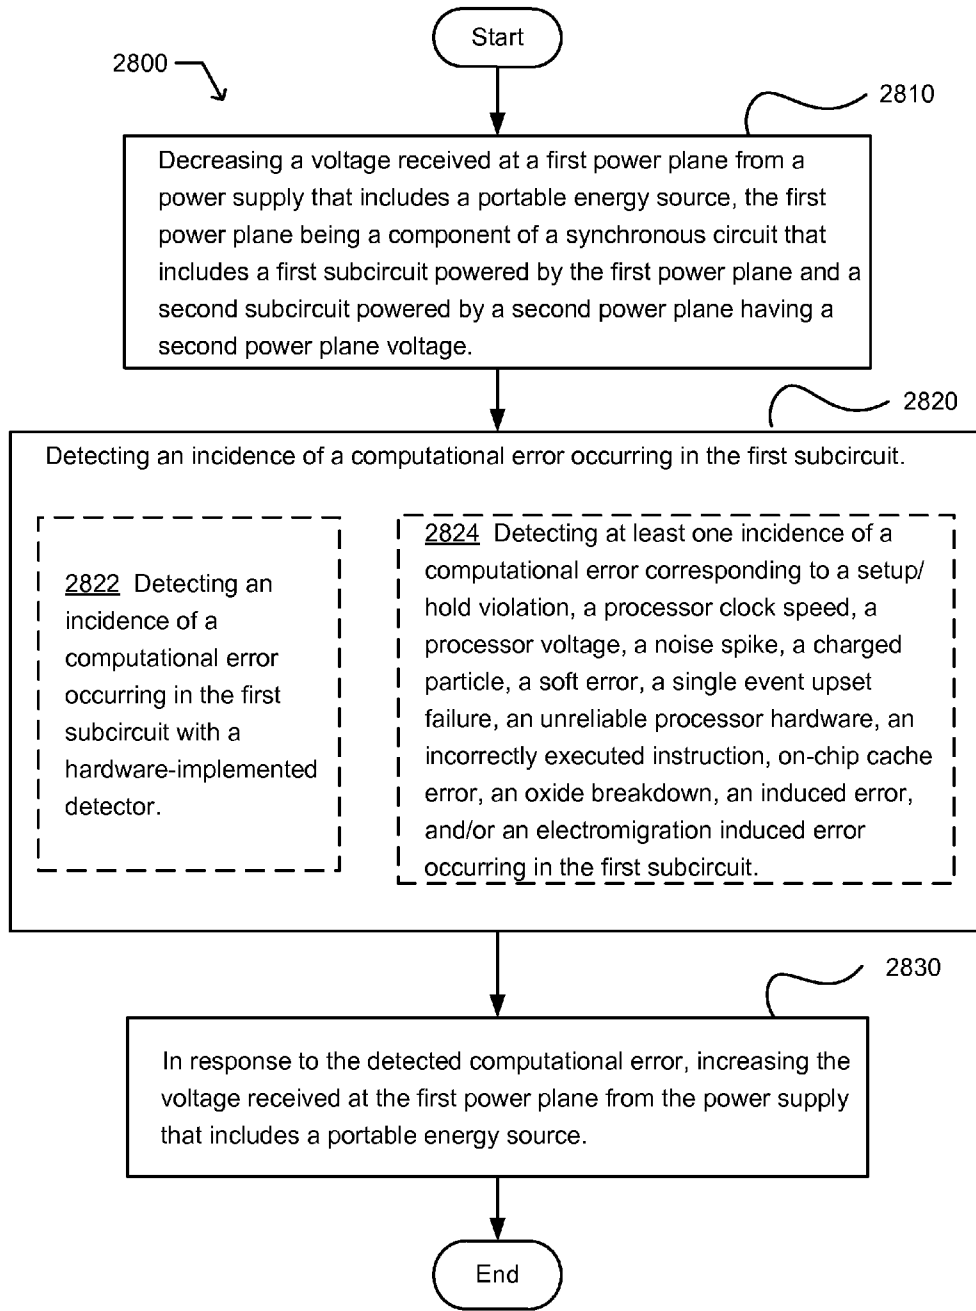 Start
2800
2810
Decreasing a voltage received at a first power plane from a
power supply that includes a portable energy source, the first
power plane being a component of a synchronous circuit that
includes a first subcircuit powered by the first power plane and a
second subcircuit powered by a second power plane having a
second power plane voltage.
2820
Detecting an incidence of a computational error occurring in the first subcircuit.
2822 Detecting an
incidence of a
computational error
occurring in the first
subcircuit with a
hardware-implemented
detector.
2824 Detecting at least one incidence of a
computational error corresponding to a setup/
hold violation, a processor clock speed, a
processor voltage, a noise spike, a charged
particle, a soft error, a single event upset
failure, an unreliable processor hardware, an
incorrectly executed instruction, on-chip cache
error, an oxide breakdown, an induced error,
and/or an electromigration induced error
occurring in the first subcircuit.
2830
In response to the detected computational error, increasing the
voltage received at the first power plane from the power supply
that includes a portable energy source.
End